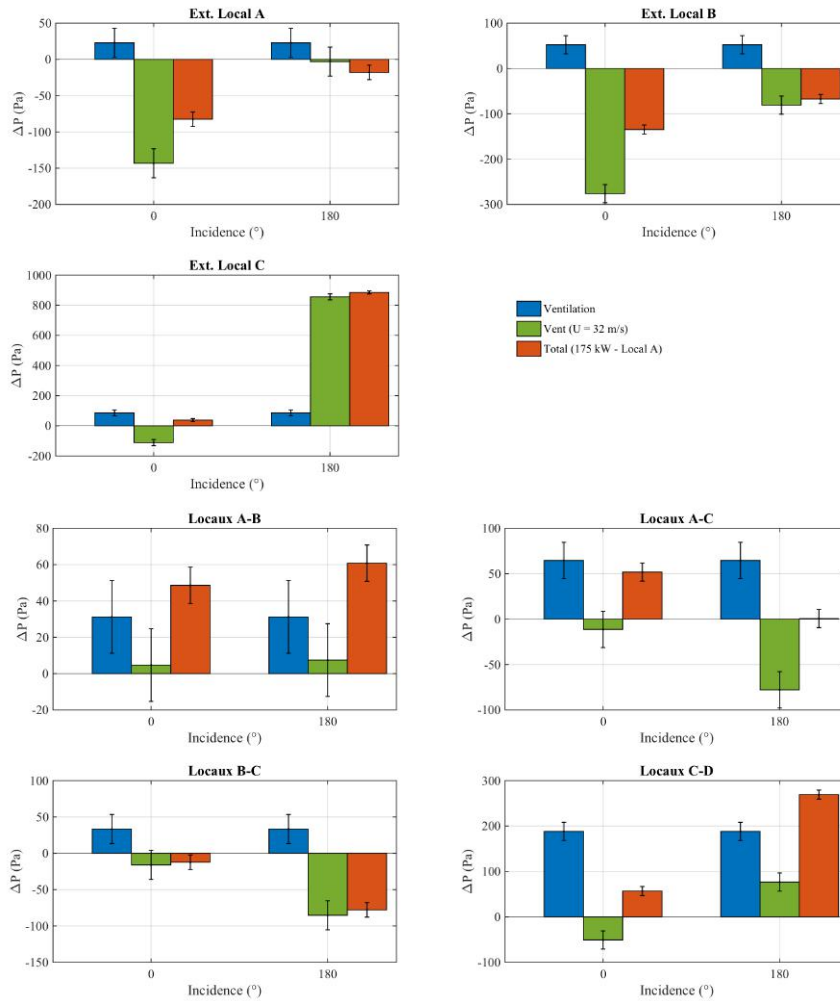 Ext. Local A
50
0
-50
-100
-150
-200
ΔP (Pa)
0
180
Incidence (°)
Ext. Local B
100
0
-100
-200
-300
ΔP (Pa)
0
180
Incidence (°)
Ext. Local C
1000
800
600
400
200
0
-200
ΔP (Pa)
0
180
Incidence (°)
Ventilation
Vent (U = 32 m/s)
Total (175 kW - Local A)
Locaux A-B
80
60
40
20
0
-20
ΔP (Pa)
0
180
Incidence (°)
Locaux A-C
100
50
0
-50
-100
ΔP (Pa)
0
180
Incidence (°)
Locaux B-C
100
50
0
-50
-100
-150
ΔP (Pa)
0
180
Incidence (°)
Locaux C-D
300
200
100
0
-100
ΔP (Pa)
0
180
Incidence (°)